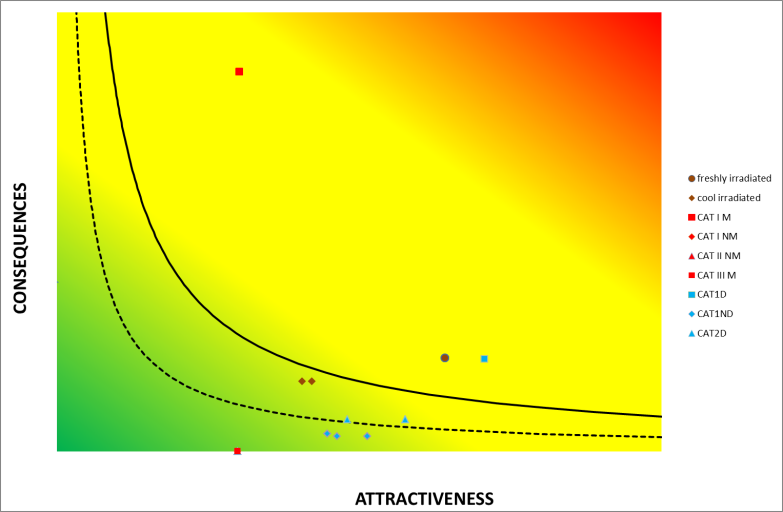 CONSEQUENCES
freshly irradiated
cool irradiated
CAT I M
CAT I NM
CAT II NM
CAT III M
CAT1D
CAT1ND
CAT2D
ATTRACTIVENESS